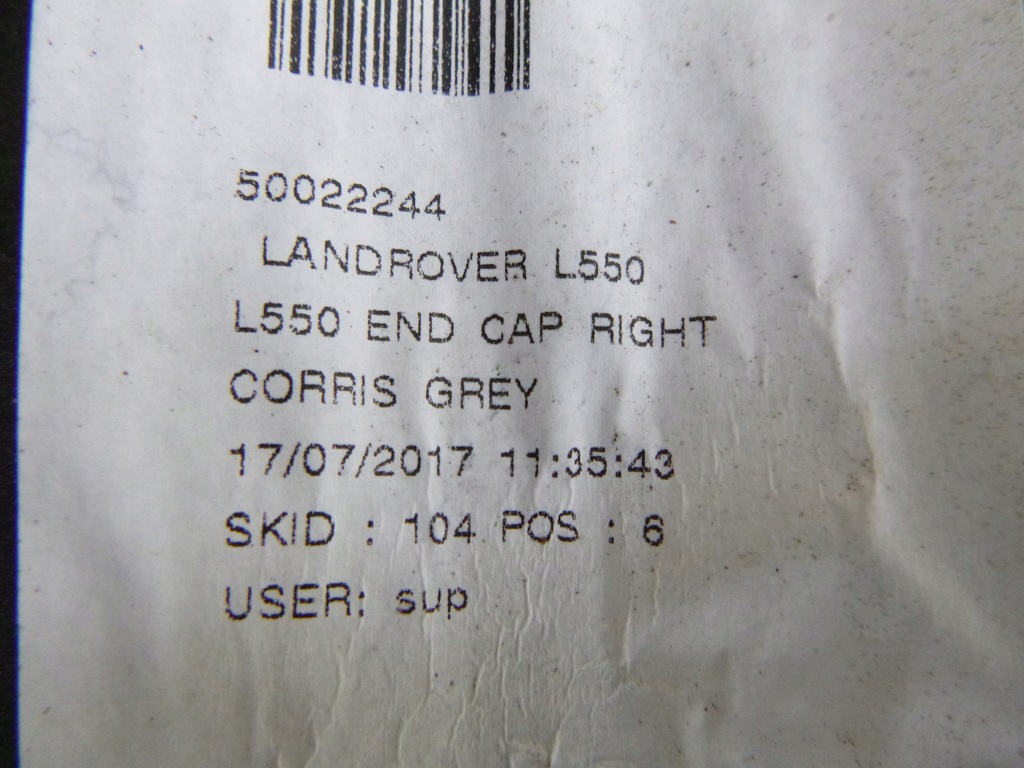 50022244
LANDROVER L550
L550 END CAP RIGHT
CORRIS GREY
17/07/2017 11:35:43
SKID : 104 POS : 6
USER: sup